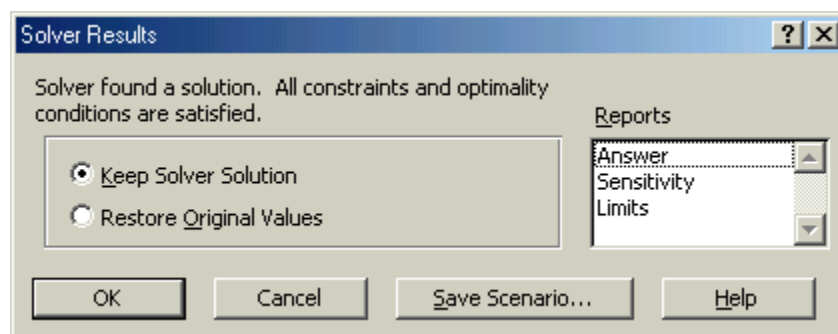 Solver Results
Solver found a solution. All constraints and optimality
conditions are satisfied.
Reports
Keep Solver Solution
Restore Original Values
Answer
Sensitivity
Limits
OK
Cancel
Save Scenario...
Help